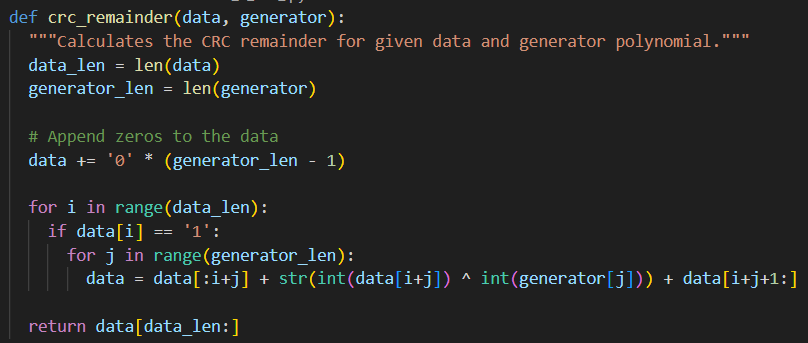 def crc_remainder(data, generator):
"""Calculates the CRC remainder for given data and generator polynomial."""
data_len = len(data)
generator_len = len(generator)
# Append zeros to the data
data += '0' * (generator_len - 1)
for i in range(data_len):
if data[i] == '1':
for j in range(generator_len):
data = data[:i+j] + str(int(data[i+j]) ^ int(generator[j])) + data[i+j+1:]
return data[data_len:]